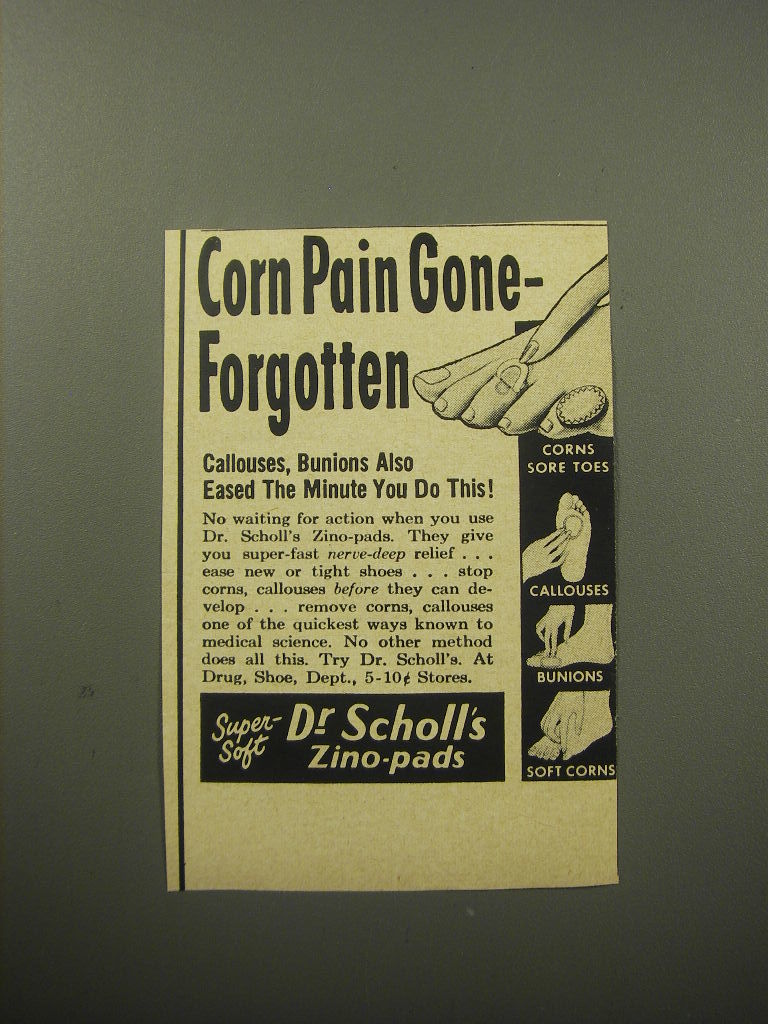 Corn Pain Gone-
Forgotten
Callouses, Bunions Also
Eased The Minute You Do This!
No waiting for action when you use
Dr. Scholl's Zino-pads. They give
you super-fast nerve-deep relief . . .
ease new or tight shoes . . . stop
corns, callouses before they can de-
velop . . . remove corns, callouses
one of the quickest ways known to
medical science. No other method
does all this. Try Dr. Scholl's. At
Drug, Shoe, Dept., 5-10¢ Stores.
Super-
Soft
Dr Scholl's
Zino-pads
CORNS
SORE TOES
CALLOUSES
BUNIONS
SOFT CORNS